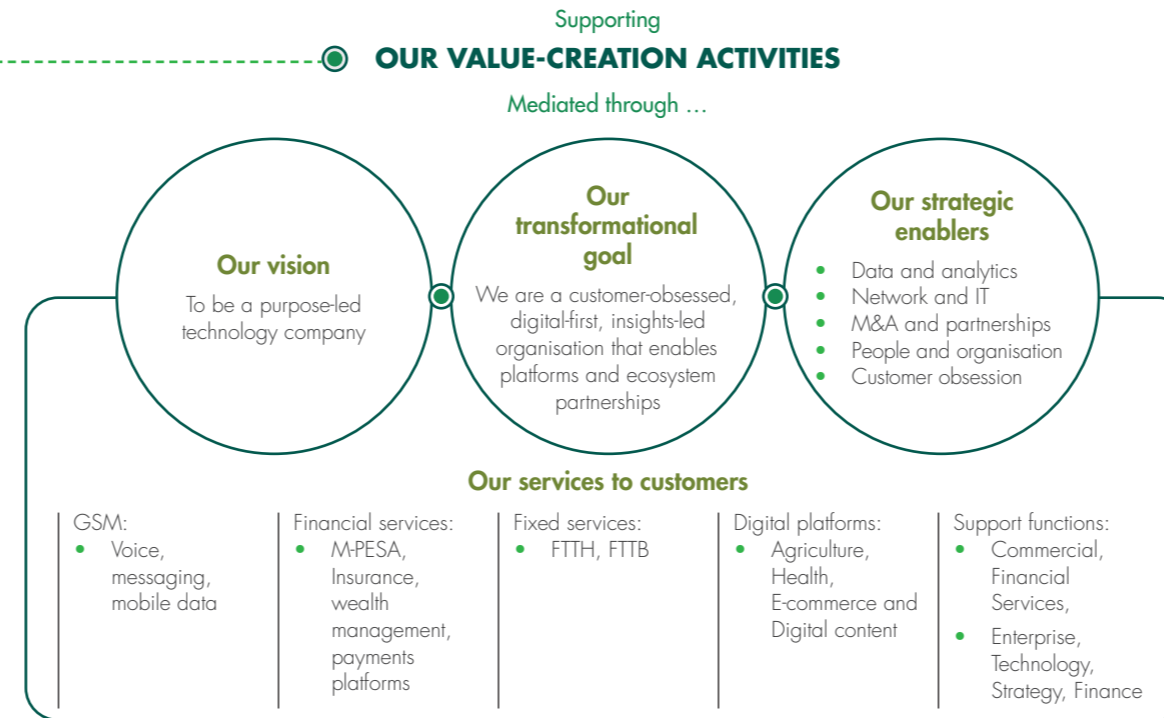 Supporting
OUR VALUE-CREATION ACTIVITIES
Mediated through ...
Our vision
To be a purpose-led
technology company
Our
transformational
goal
We are a customer-obsessed,
digital-first, insights-led
organisation that enables
platforms and ecosystem
partnerships
Our strategic
enablers
• Data and analytics
• Network and IT
• M&A and partnerships
• People and organisation
• Customer obsession
Our services to customers
GSM:
• Voice,
messaging,
mobile data
Financial services:
• M-PESA,
Insurance,
wealth
management,
payments
platforms
Fixed services:
• FTTH, FTTB
Digital platforms:
• Agriculture,
Health,
E-commerce and
Digital content
Support functions:
• Commercial,
Financial
Services,
• Enterprise,
Technology,
Strategy, Finance